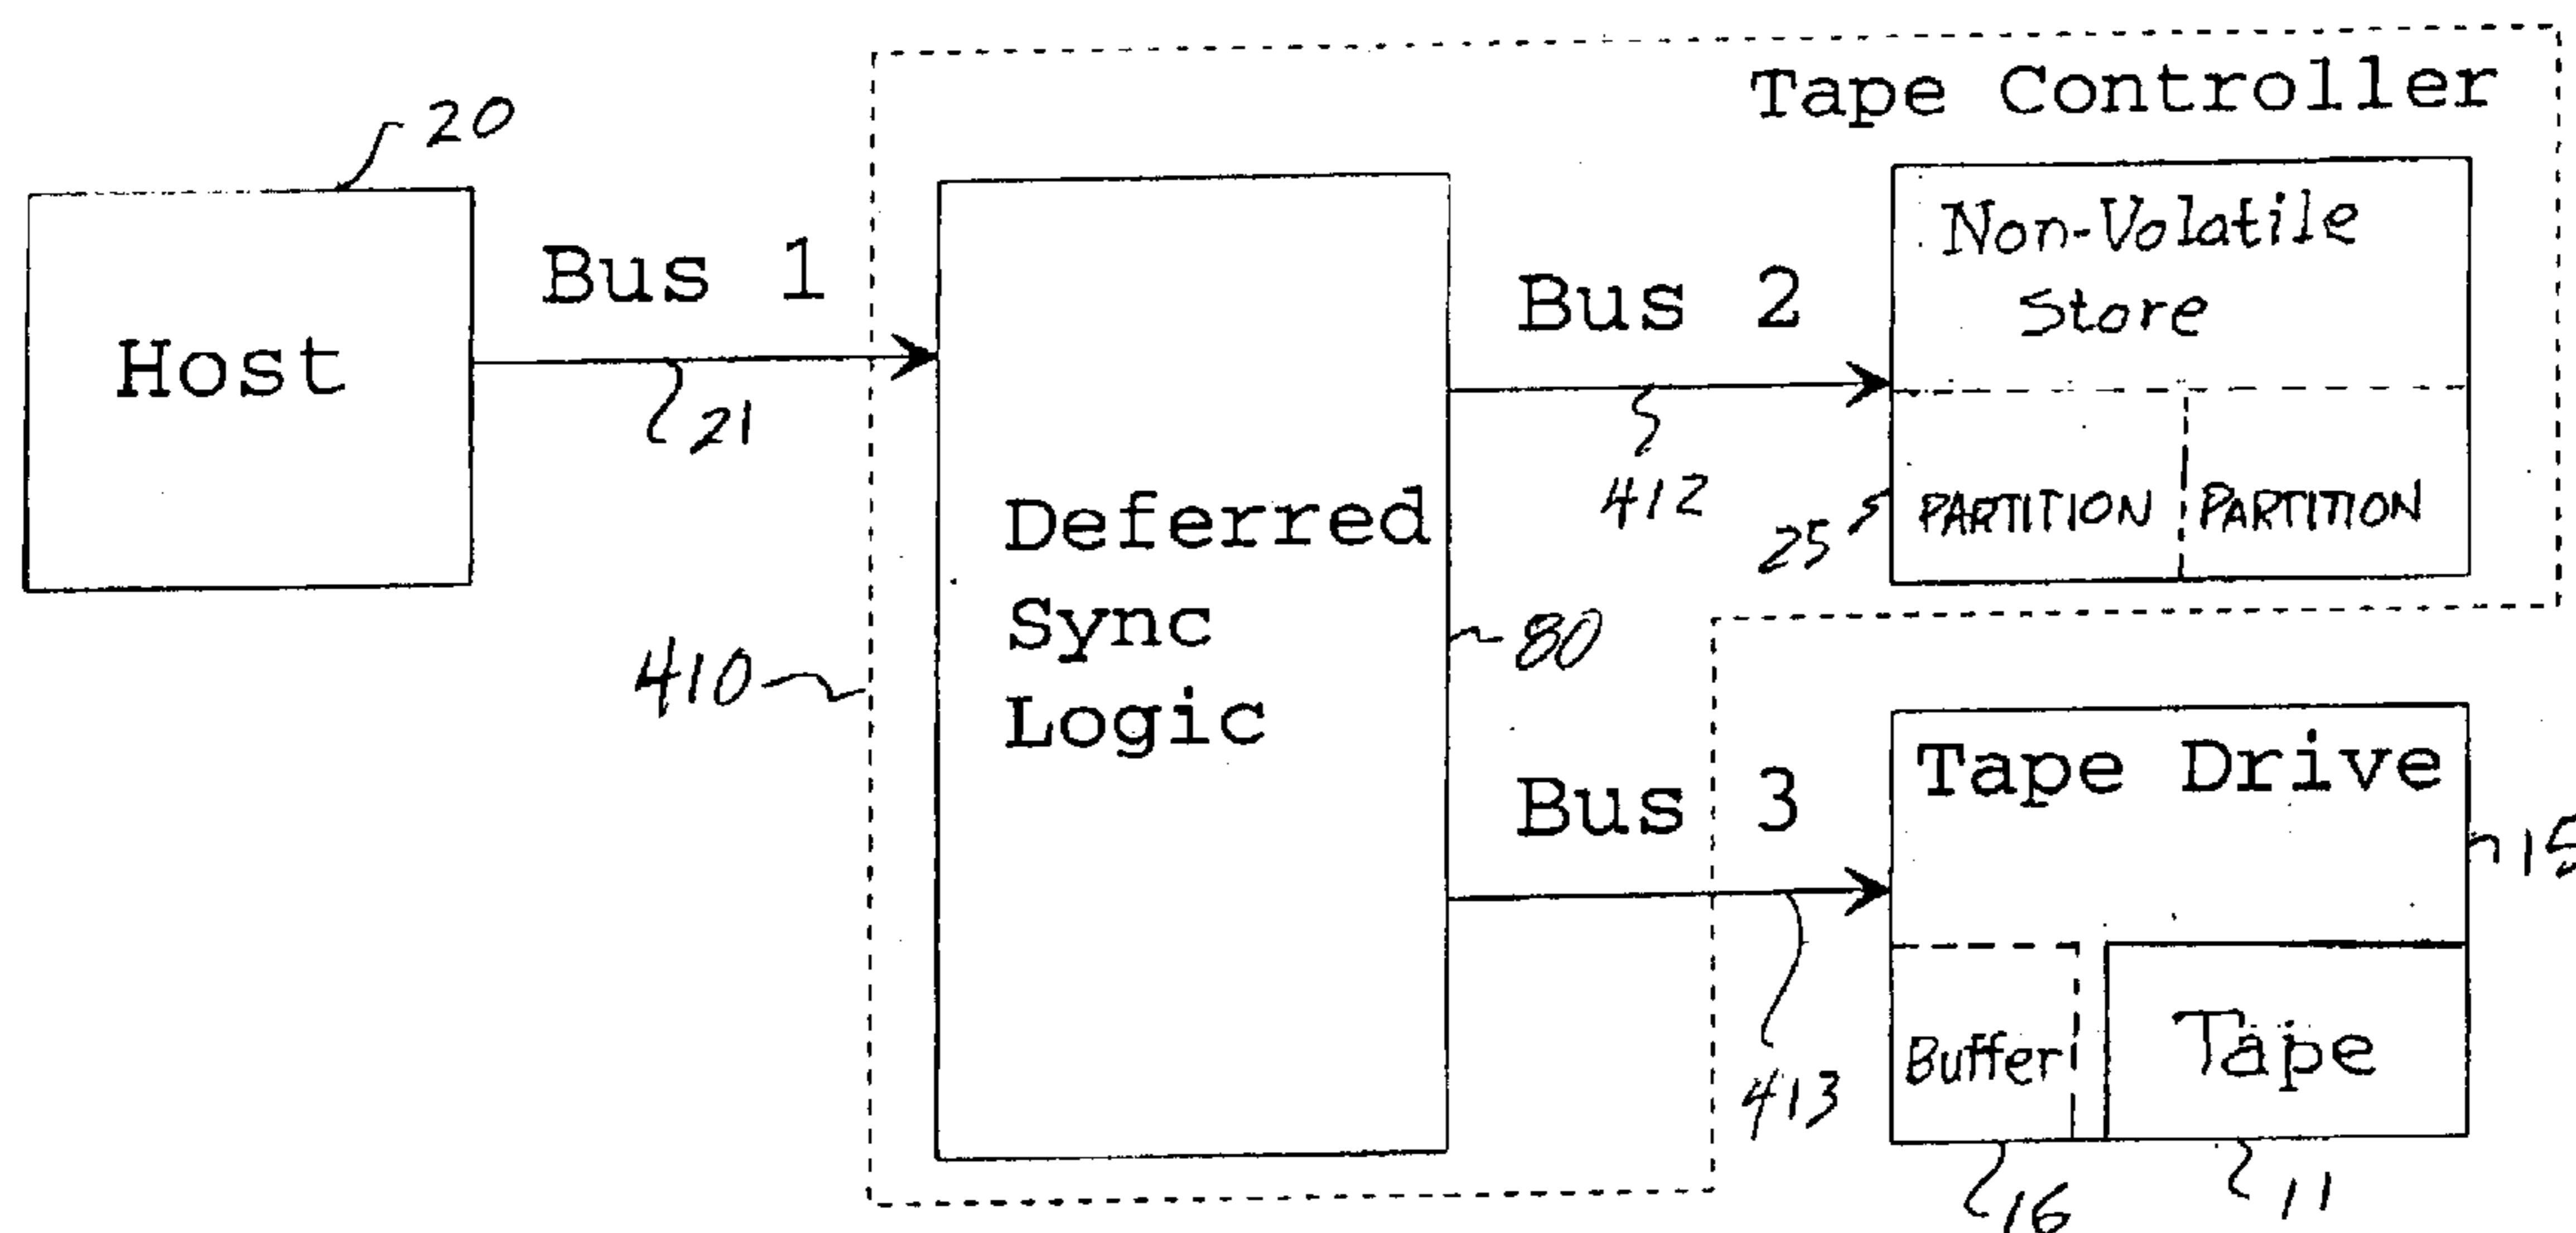 Tape Controller
20
Host
Bus 1
21
410
Deferred
Sync
Logic
80
Bus 2
412
Non-Volatile
Store
25
PARTITION
PARTITION
Bus 3
413
Tape Drive
15
Buffer
Tape
16
11